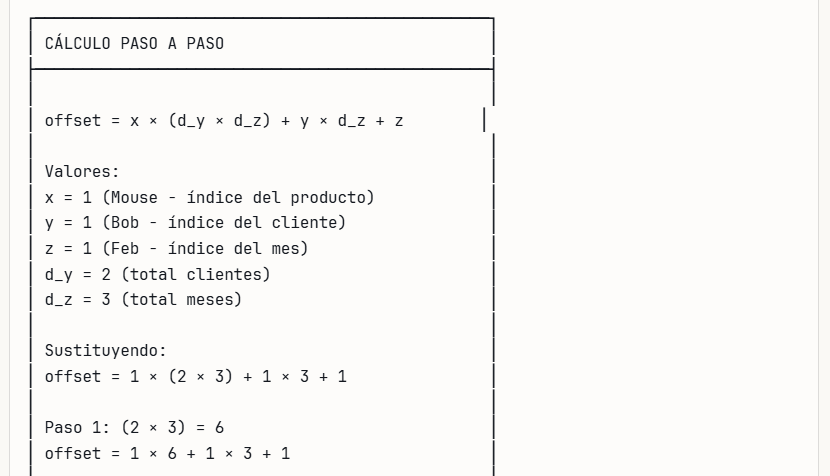 CÁLCULO PASO A PASO
offset = x × (d_y × d_z) + y × d_z + z
Valores:
x = 1 (Mouse - índice del producto)
y = 1 (Bob - índice del cliente)
z = 1 (Feb - índice del mes)
d_y = 2 (total clientes)
d_z = 3 (total meses)
Sustituyendo:
offset = 1 × (2 × 3) + 1 × 3 + 1
Paso 1: (2 × 3) = 6
offset = 1 × 6 + 1 × 3 + 1